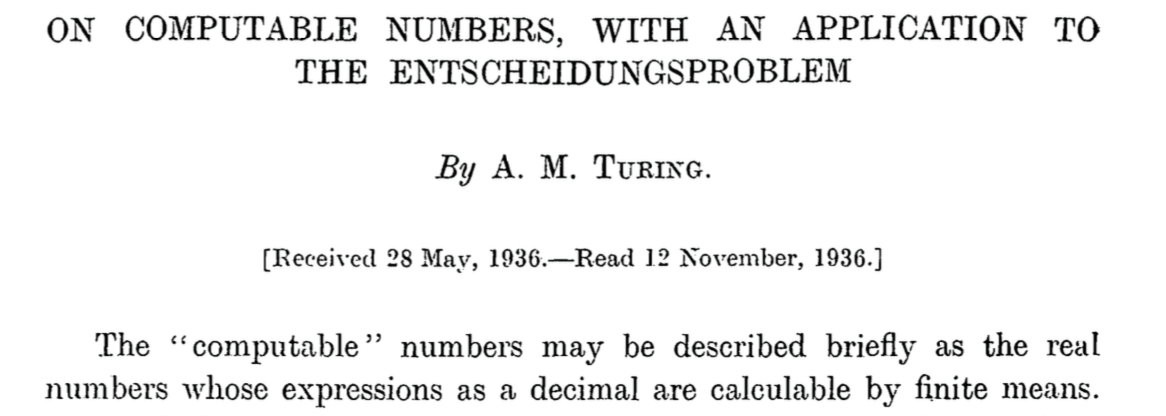 ON COMPUTABLE NUMBERS, WITH AN APPLICATION TO
THE ENTSCHEIDUNGSPROBLEM
By A. M. TURING.
[Received 28 May, 1936.—Read 12 November, 1936.]
The “computable” numbers may be described briefly as the real
numbers whose expressions as a decimal are calculable by finite means.